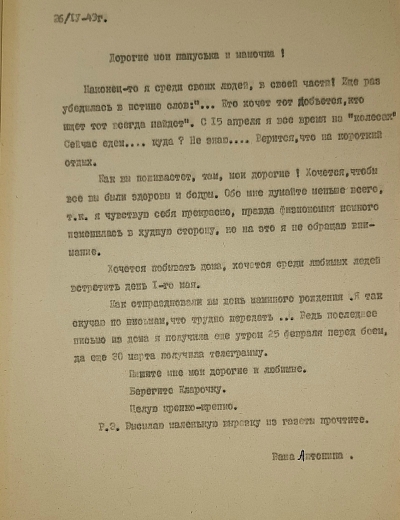 26/IУ-43г.
Дорогие мои папуська и мамочка !
Наконец-то я среди своих людей, в своей части! Еще раз
убедилась в истине слов:"... Кто хочет тот добьется,кто
ищет тот всегда найдет". С 15 апреля я все время на "колесах"
Сейчас едем.... куда ? Не знаю.... Верится,что на короткий
отдых.
Как вы поживаете, там, мои дорогие ! Хочется,чтобы
все вы были здоровы и бодры. Обо мне думайте меньше всего,
т.к. я чувствую себя прекрасно, правда физиономия немного
изменилась в худшую сторону, но на это я не обращаю вни-
мание.
Хочется побывать дома, хочется среди любимых людей
встретить день I-го мая.
Как отпраздновали вы день маминого рождения .Я так
скучаю по письмам,что трудно передать ... Ведь последнее
письмо из дома я получила еще утром 25 февраля перед боем,
да еще 30 марта получила телеграмму.
Пишите мне мои дорогие и любимые.
Берегите Кларочку.
Целую крепко-крепко.
Р.S. Высылаю маленькую вырезку из газеты прочтите.
Ваша Антонина .